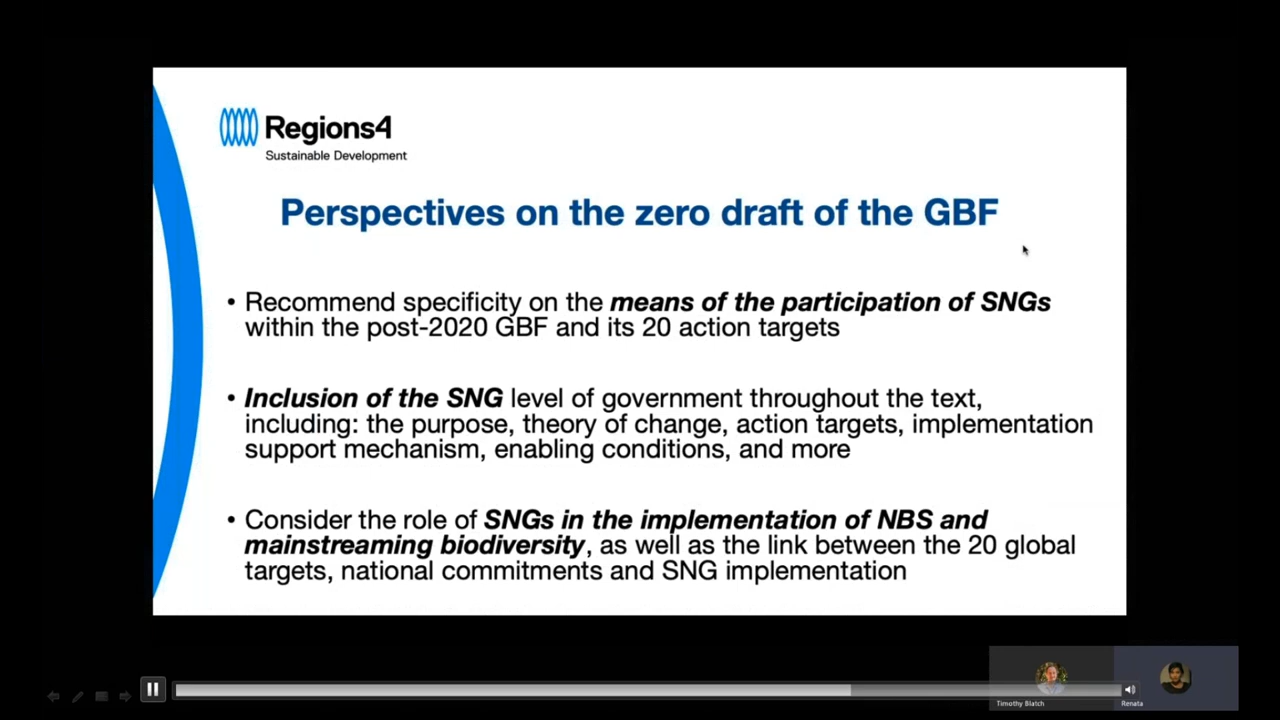 Regions4
Sustainable Development
Perspectives on the zero draft of the GBF
• Recommend specificity on the means of the participation of SNGs
within the post-2020 GBF and its 20 action targets
• Inclusion of the SNG level of government throughout the text,
including: the purpose, theory of change, action targets, implementation
support mechanism, enabling conditions, and more
• Consider the role of SNGs in the implementation of NBS and
mainstreaming biodiversity, as well as the link between the 20 global
targets, national commitments and SNG implementation
Timothy Blatch
Renata